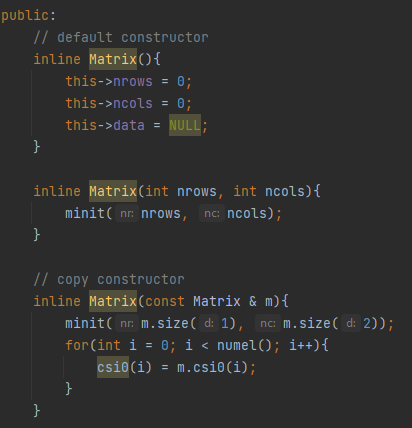 public:
// default constructor
inline Matrix(){
this->nrows = 0;
this->ncols = 0;
this->data = NULL;
}
inline Matrix(int nrows, int ncols){
minit( nr: nrows, nc: ncols);
}
// copy constructor
inline Matrix(const Matrix & m){
minit( nr: m.size( d: 1), nc: m.size( d: 2));
for(int i = 0; i < numel(); i++){
csi0(i) = m.csi0(i);
}
}